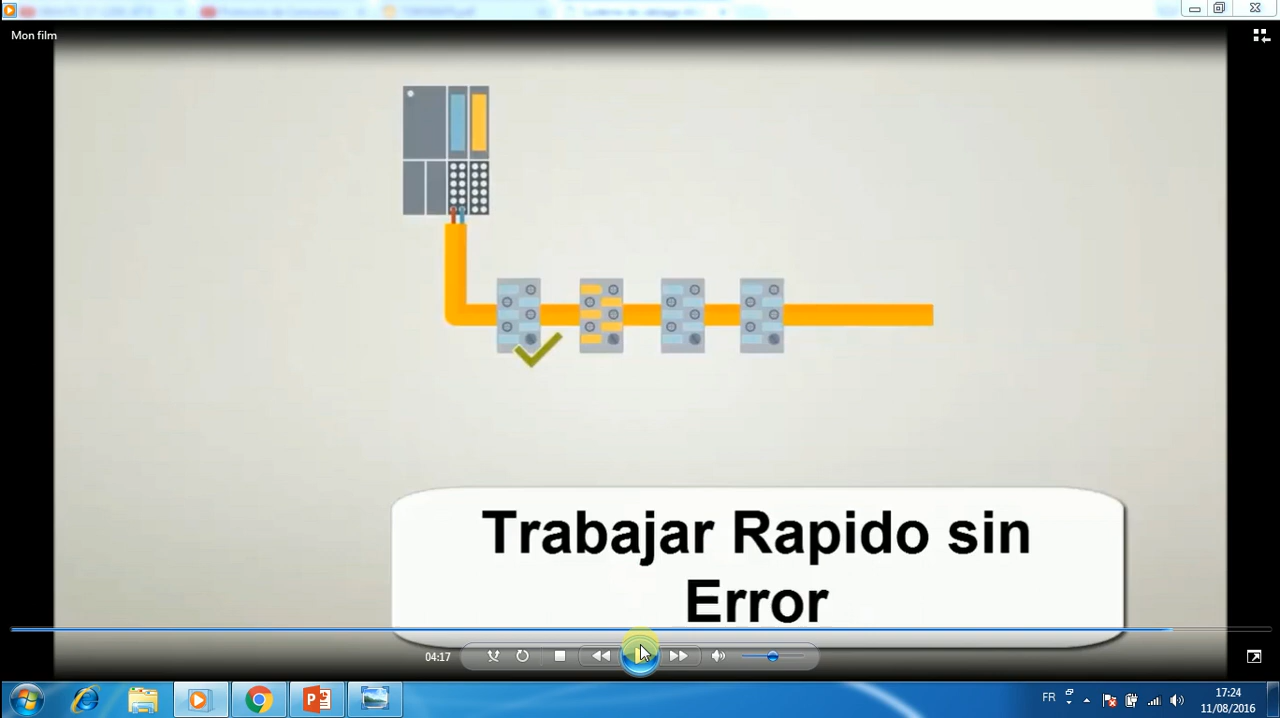 Mon film
Trabajar Rapido sin
Error
04:17
FR
17:24
11/08/2016